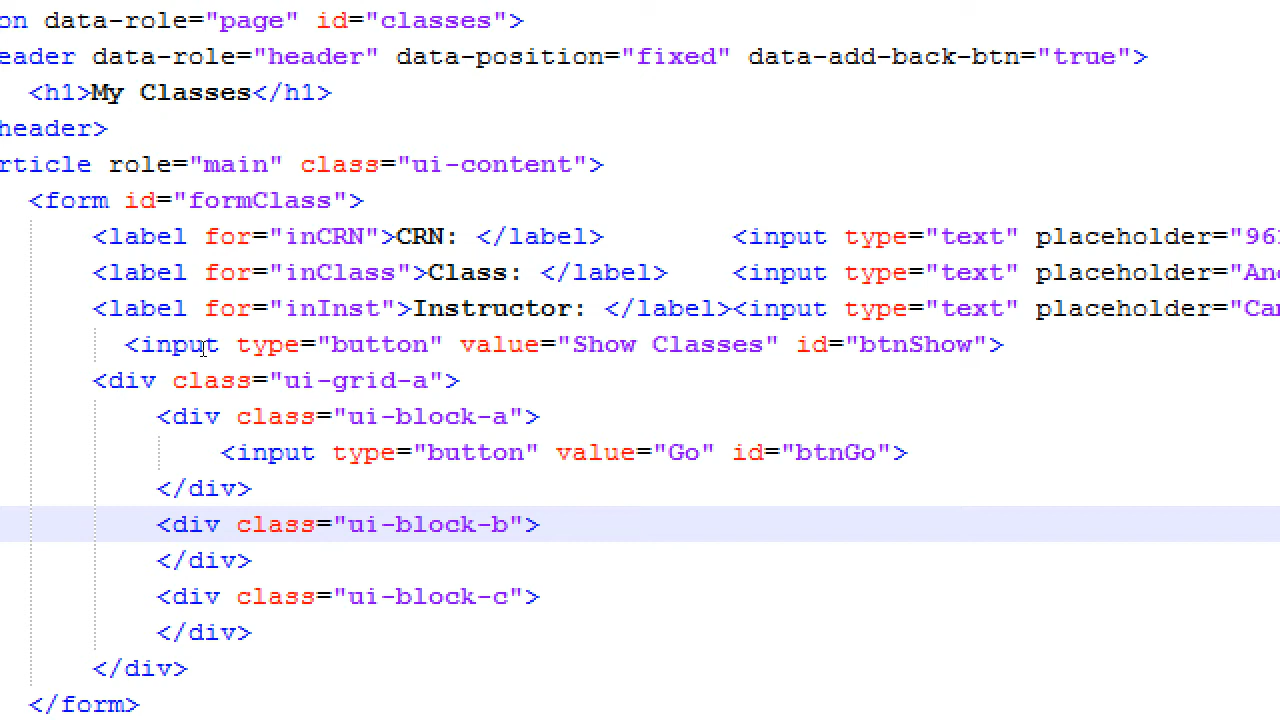 on data-role="page" id="classes">
eader data-role="header" data-position="fixed" data-add-back-btn="true">
<h1>My Classes</h1>
header>
rticle role="main" class="ui-content">
<form id="formClass">
<label for="inCRN">CRN: </label> <input type="text" placeholder="96
<label for="inClass">Class: </label> <input type="text" placeholder="An
<label for="inInst">Instructor: </label><input type="text" placeholder="Ca
<input type="button" value="Show Classes" id="btnShow">
<div class="ui-grid-a">
<div class="ui-block-a">
<input type="button" value="Go" id="btnGo">
</div>
<div class="ui-block-b">
</div>
<div class="ui-block-c">
</div>
</div>
</form>